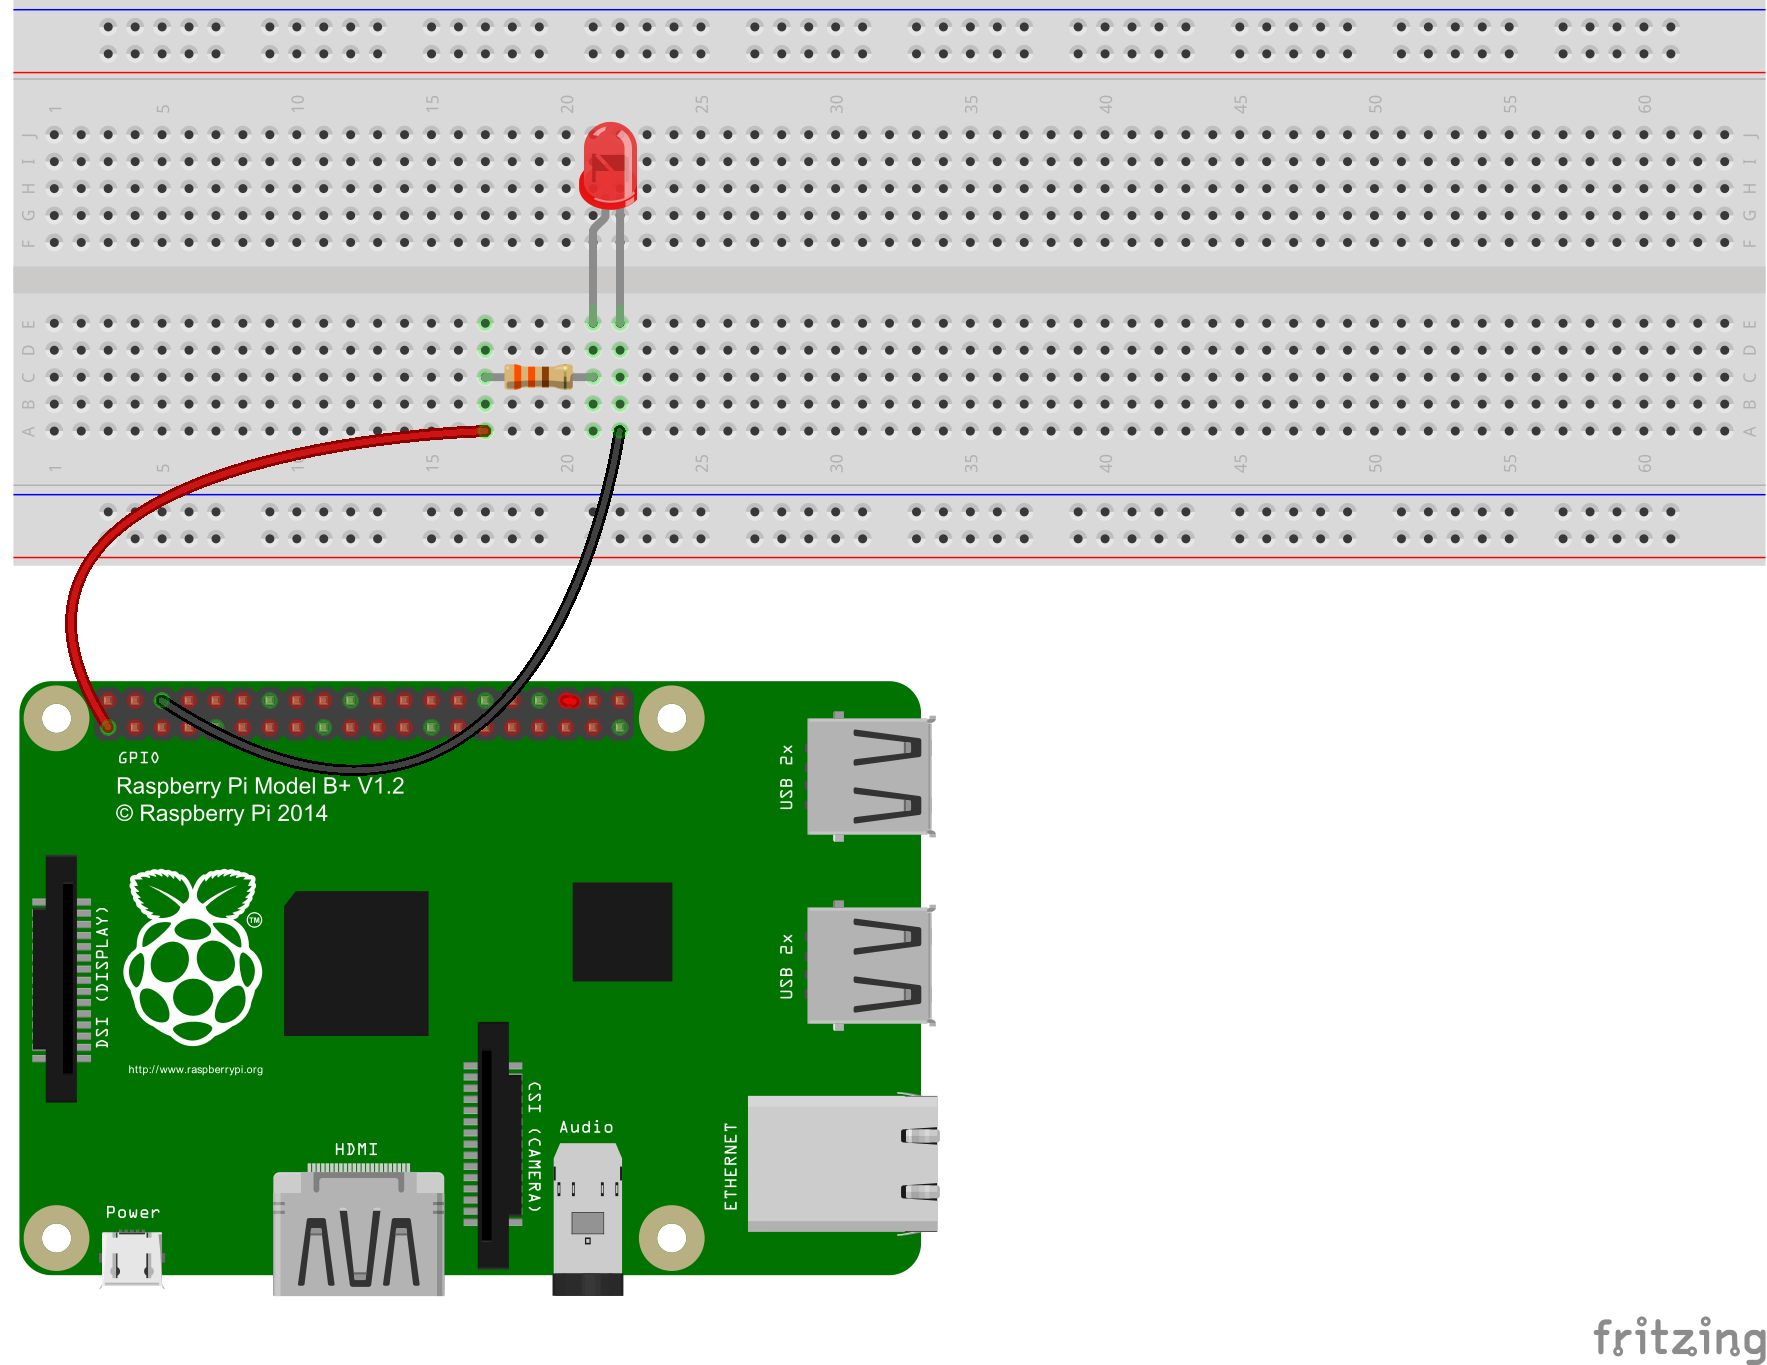 1 5 10 15 20 25 30 35 40 45 50 55 60
J J
I I
H H
G G
F F
E E
D D
C C
B B
A A
1 5 10 15 20 25 30 35 40 45 50 55 60
GPIO
Raspberry Pi Model B+ V1.2
© Raspberry Pi 2014
USB 2x
DSI (DISPLAY)
TM
USB 2x
http://www.raspberrypi.org
CSI (CAMERA)
Audio
ETHERNET
HDMI
Power
fritzing